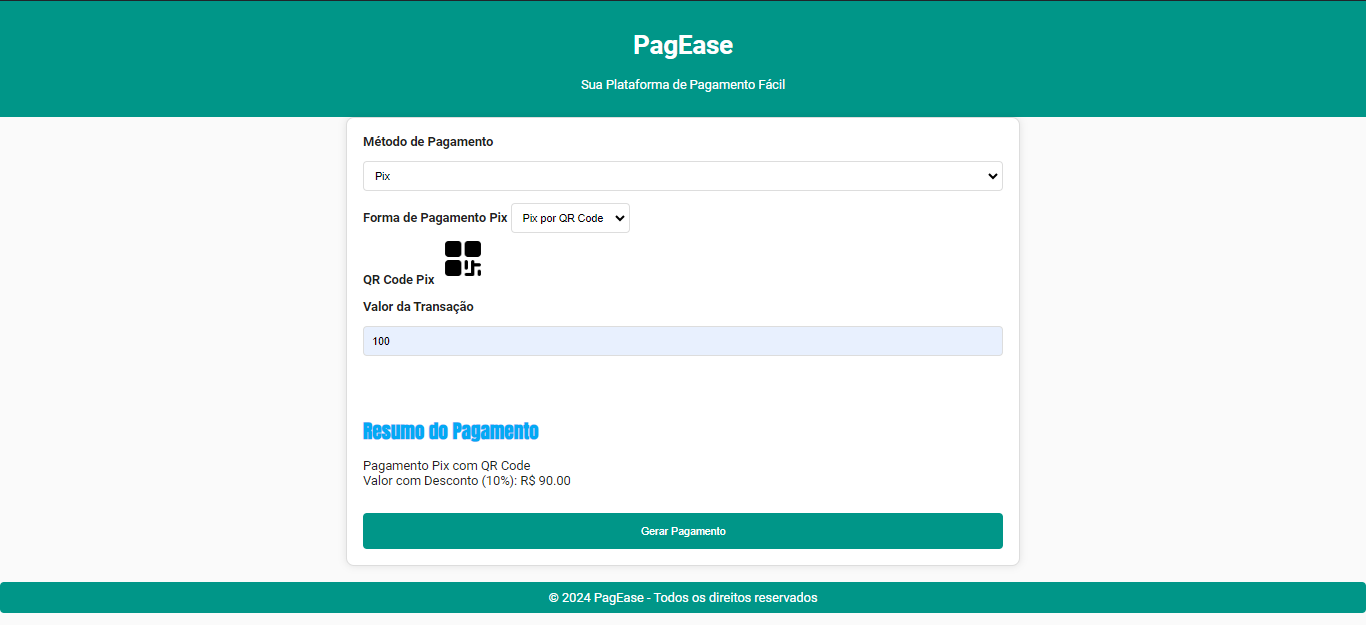 PagEase
Sua Plataforma de Pagamento Fácil
Método de Pagamento
Pix
Forma de Pagamento Pix Pix por QR Code
QR Code Pix
Valor da Transação
100
Resumo do Pagamento
Pagamento Pix com QR Code
Valor com Desconto (10%): R$ 90.00
Gerar Pagamento
© 2024 PagEase - Todos os direitos reservados